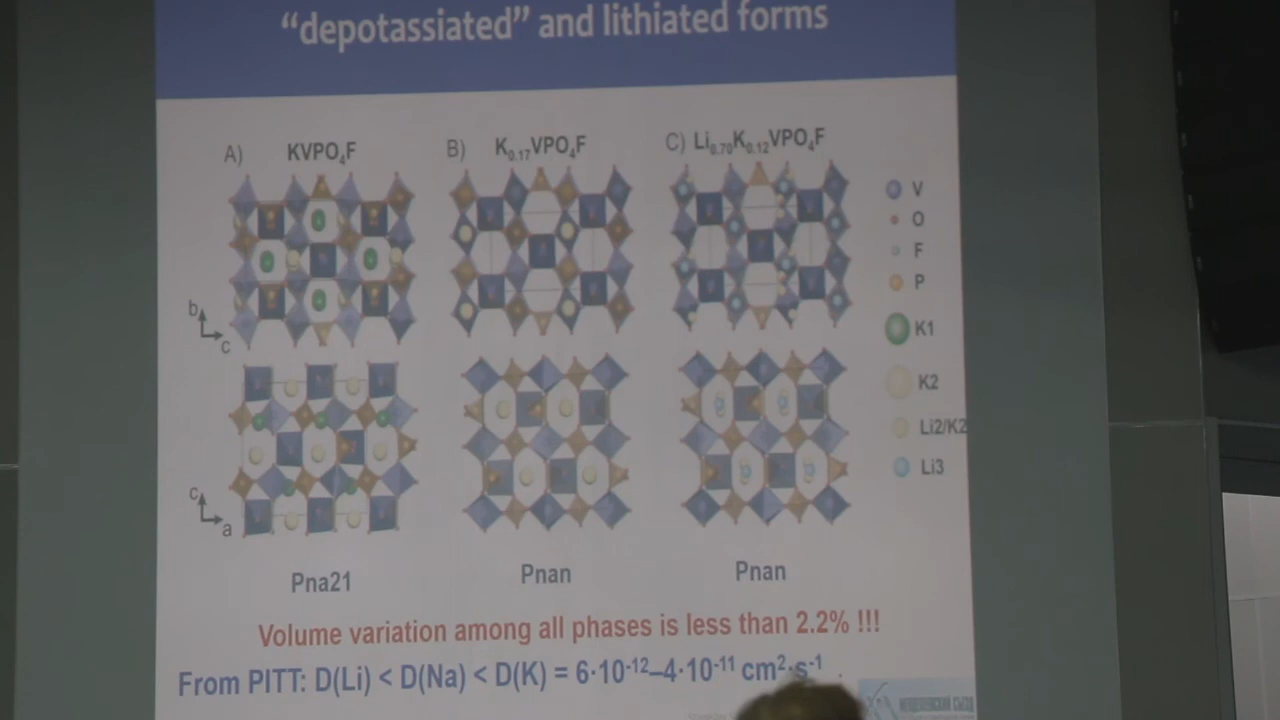 “depotassiated” and lithiated forms
A) KVPO₄F
B) K₀.₁₇VPO₄F
C) Li₀.₇₀K₀.₁₂VPO₄F
V
O
F
P
K1
K2
Li2/K2
Li3
b
c
c
a
Pna21
Pnan
Pnan
Volume variation among all phases is less than 2.2% !!!
From PITT: D(Li) < D(Na) < D(K) = 6·10⁻¹²–4·10⁻¹¹ cm²·s⁻¹
МЕНДЕЛЕЕВСКИЙ СЪЕЗД